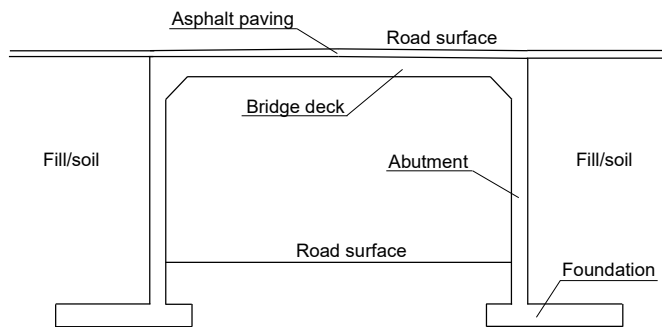 Asphalt paving
Road surface
Bridge deck
Fill/soil
Abutment
Fill/soil
Road surface
Foundation